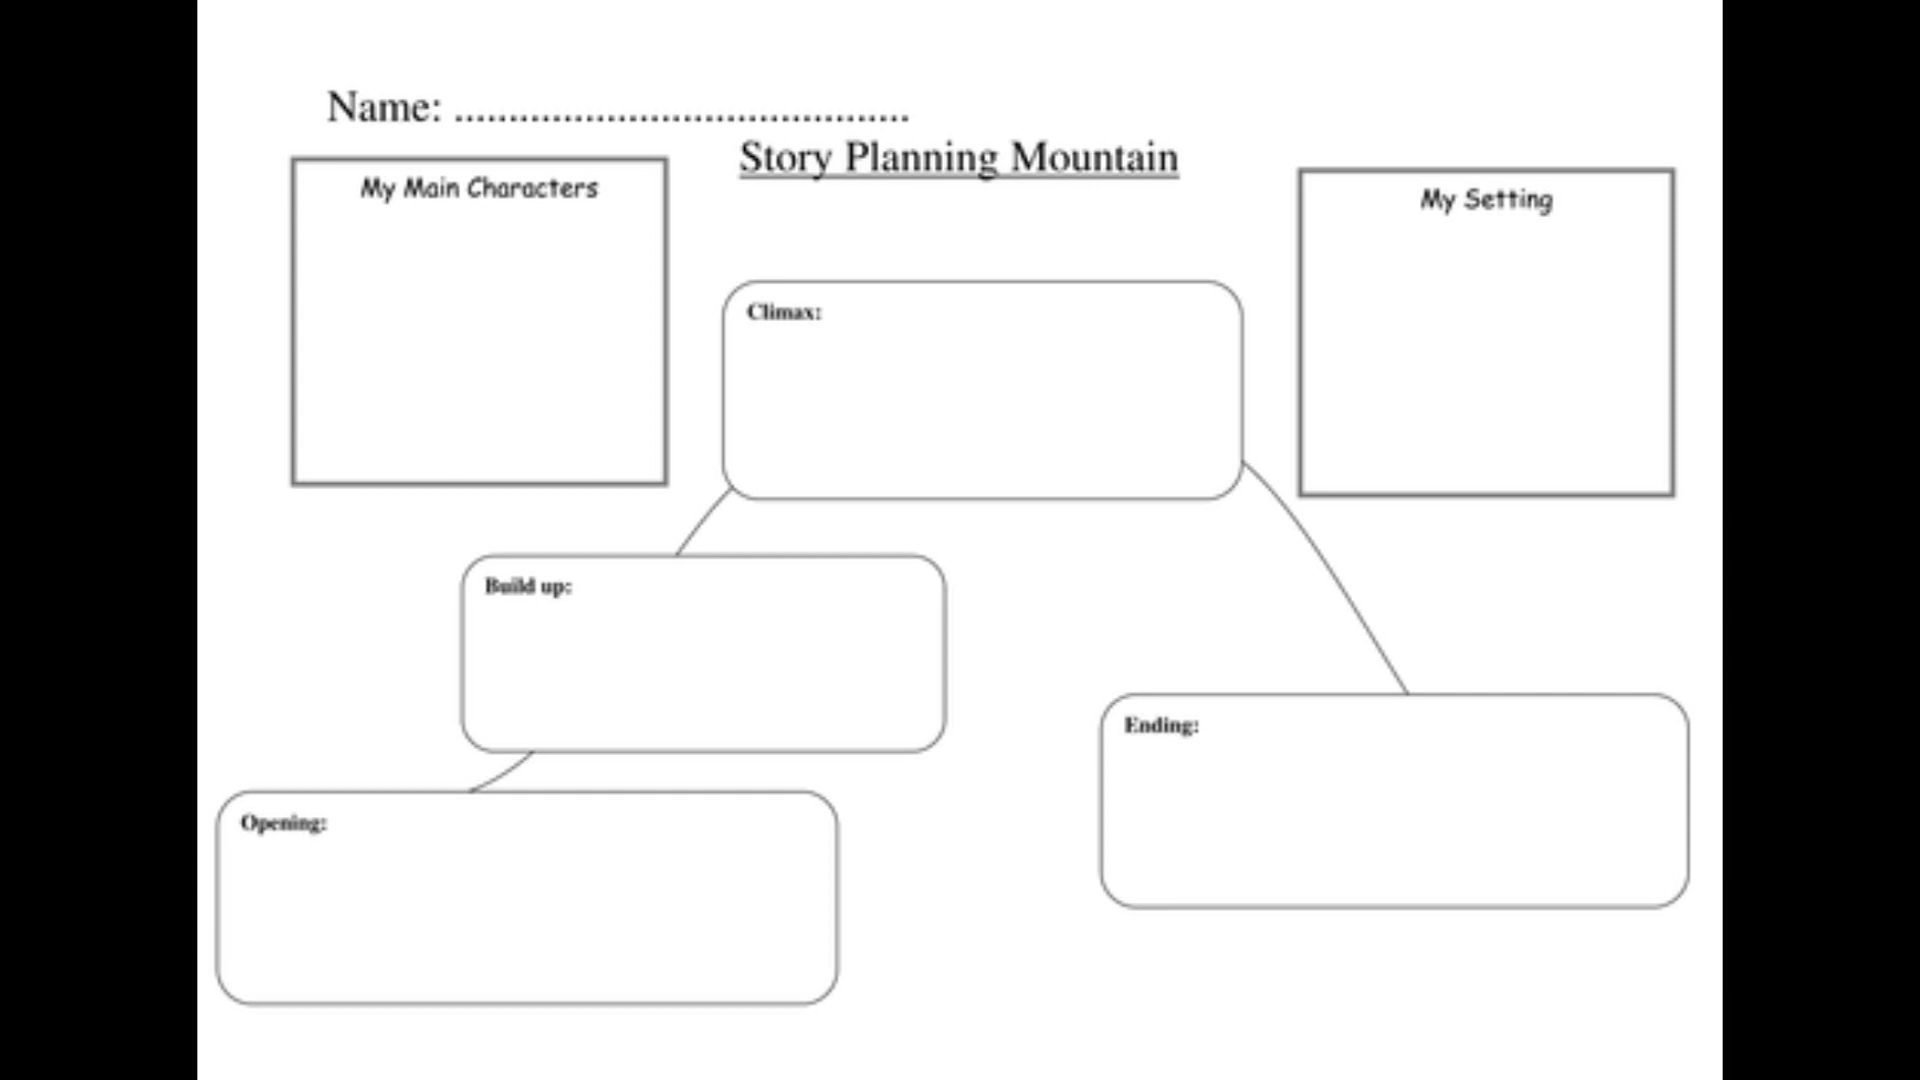 Name: ..........................................
Story Planning Mountain
My Main Characters
My Setting
Climax:
Build up:
Ending:
Opening: